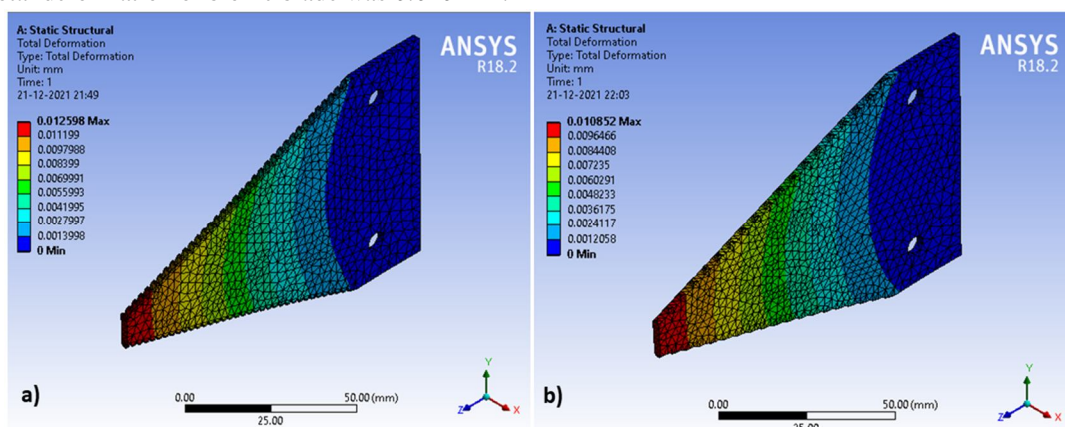 A: Static Structural
Total Deformation
Type: Total Deformation
Unit: mm
Time: 1
21-12-2021 21:49
ANSYS
R18.2
0.012598 Max
0.011199
0.0097988
0.008399
0.0069991
0.0055993
0.0041995
0.0027997
0.0013998
0 Min
a)
0.00
50.00 (mm)
25.00
Y
Z
X
A: Static Structural
Total Deformation
Type: Total Deformation
Unit: mm
Time: 1
21-12-2021 22:03
ANSYS
R18.2
0.010852 Max
0.0096466
0.0084408
0.007235
0.0060291
0.0048233
0.0036175
0.0024117
0.0012058
0 Min
b)
0.00
50.00 (mm)
25.00
Y
Z
X